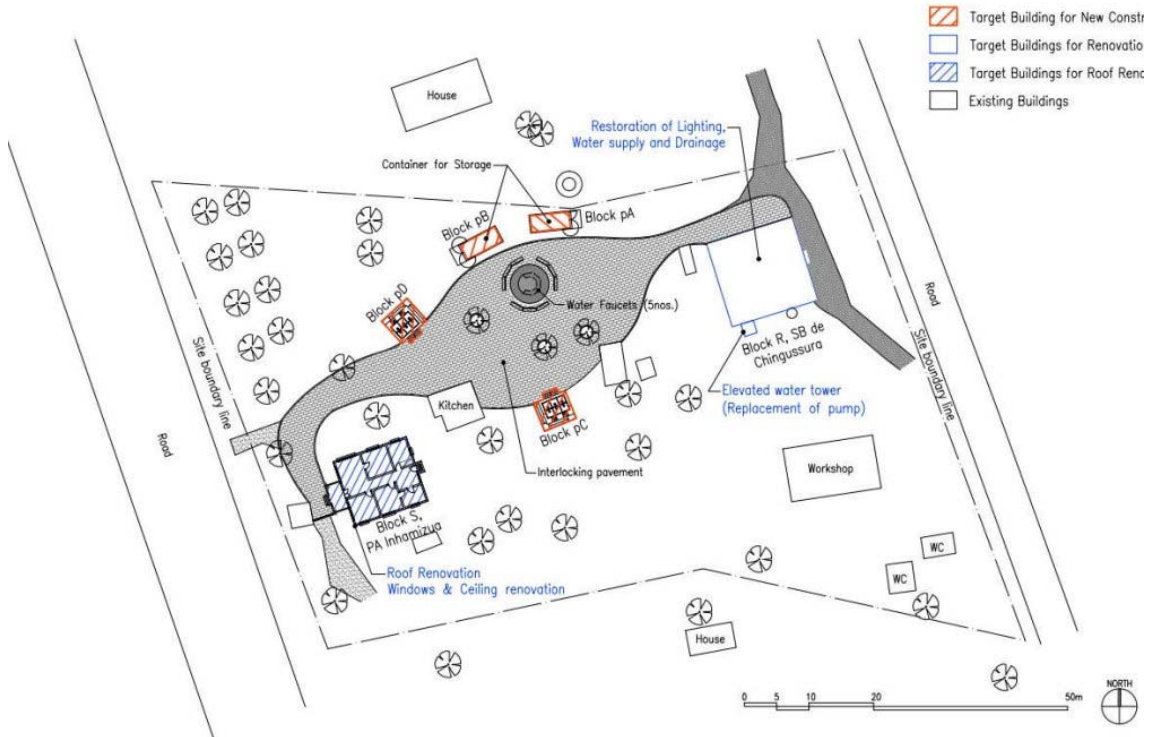 Target Building for New Constr
Target Buildings for Renovatio
Target Buildings for Roof Reno
Existing Buildings
House
Restoration of Lighting,
Water supply and Drainage
Container for Storage
Block pB
Block pA
Block pD
Water Faucets (5nos.)
Block R, SB de
Chingussura
Road
Site boundary line
Elevated water tower
(Replacement of pump)
Site boundary line
Road
Kitchen
Block pC
Interlocking pavement
Workshop
Block S,
PA Inhamizua
WC
WC
Roof Renovation
Windows & Ceiling renovation
House
NORTH
0 5 10 20 50m